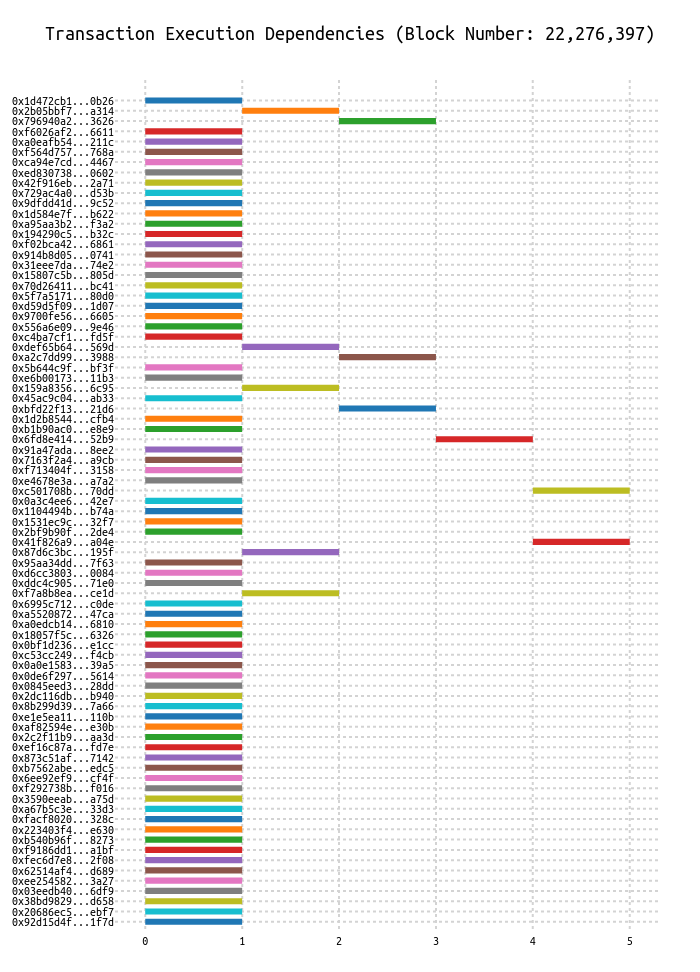 Transaction Execution Dependencies (Block Number: 22,276,397)
0x1d472cb1...0b26
0x2b05bbf7...a314
0x796940a2...3626
0xf6026af2...6611
0xa0eafb54...211c
0xf564d757...768a
0xca94e7cd...4467
0xed830738...0602
0x42f916eb...2a71
0x729ac4a0...d53b
0x9dfdd41d...9c52
0x1d584e7f...b622
0xa95aa3b2...f3a2
0x194290c5...b32c
0xf02bca42...6861
0x914b8d05...0741
0x31eee7da...74e2
0x15807c5b...805d
0x70d26411...bc41
0x5f7a5171...80d0
0xd59d5f09...1d07
0x9700fe56...6605
0x556a6e09...9e46
0xc4ba7cf1...fd5f
0xdef65b64...569d
0xa2c7dd99...3988
0x5b644c9f...bf3f
0xe6b00173...11b3
0x159a8356...6c95
0x45ac9c04...ab33
0xbfd22f13...21d6
0x1d2b8544...cfb4
0xb1b90ac0...e8e9
0x6fd8e414...52b9
0x91a47ada...8ee2
0x7163f2a4...a9cb
0xf713404f...3158
0xe4678e3a...a7a2
0xc501708b...70dd
0x0a3c4ee6...42e7
0x1104494b...b74a
0x1531ec9c...32f7
0x2bf9b90f...2de4
0x41f826a9...a04e
0x87d6c3bc...195f
0x95aa34dd...7f63
0xd6cc3803...0084
0xddc4c905...71e0
0xf7a8b8ea...ce1d
0x6995c712...c0de
0xa5520872...47ca
0xa0edcb14...6810
0x18057f5c...6326
0x0bf1d236...e1cc
0xc53cc249...f4cb
0x0a0e1583...39a5
0x0de6f297...5614
0x0845eed3...28dd
0x2dc116db...b940
0x8b299d39...7a66
0xe1e5ea11...110b
0xaf82594e...e30b
0x2c2f11b9...aa3d
0xef16c87a...fd7e
0x873c51af...7142
0xb7562abe...edc5
0x6ee92ef9...cf4f
0xf292738b...f016
0x3590eeab...a75d
0xa67b5c3e...33d3
0xfacf8020...328c
0x223403f4...e630
0xb540b96f...8273
0xf9186dd1...a1bf
0xfec6d7e8...2f08
0x62514af4...d689
0xee254582...3a27
0x03eedb40...6df9
0x38bd9829...d658
0x20686ec5...ebf7
0x92d15d4f...1f7d
0 1 2 3 4 5